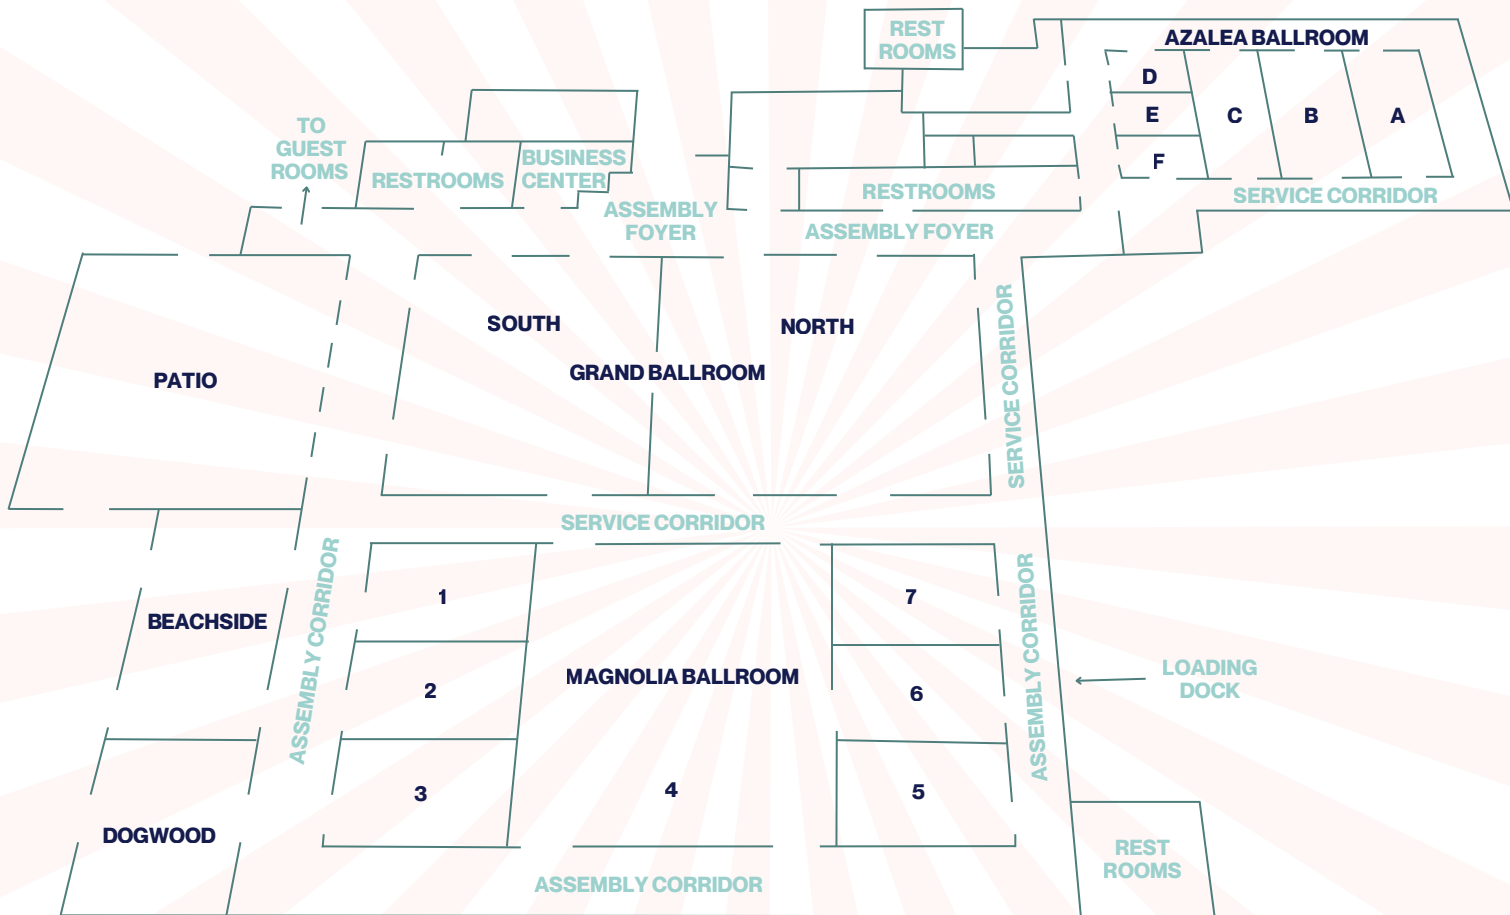 REST
ROOMS
AZALEA BALLROOM
D
E
F
C
B
A
TO
GUEST
ROOMS
RESTROOMS
BUSINESS
CENTER
RESTROOMS
SERVICE CORRIDOR
ASSEMBLY
FOYER
ASSEMBLY FOYER
SOUTH
NORTH
GRAND BALLROOM
PATIO
SERVICE CORRIDOR
SERVICE CORRIDOR
ASSEMBLY CORRIDOR
BEACHSIDE
1
2
3
MAGNOLIA BALLROOM
4
7
6
5
ASSEMBLY CORRIDOR
LOADING
DOCK
DOGWOOD
ASSEMBLY CORRIDOR
REST
ROOMS